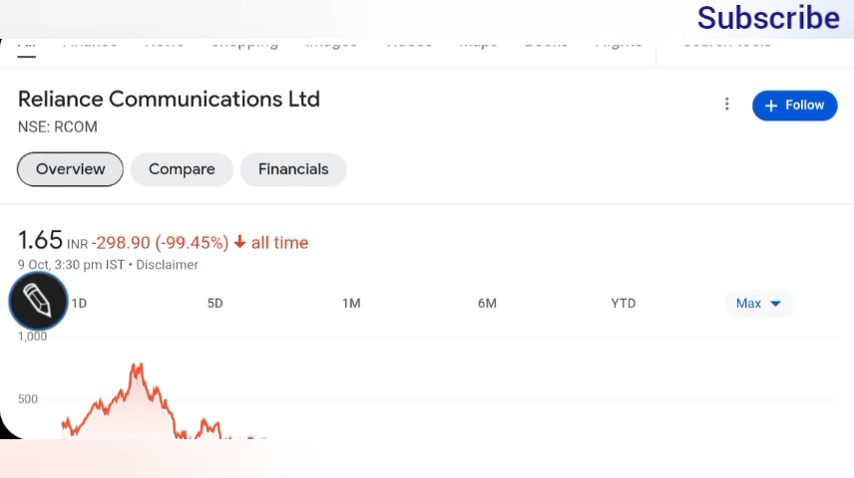 Subscribe
Reliance Communications Ltd
Follow
NSE: RCOM
Overview
Compare
Financials
1.65 INR -298.90 (-99.45%) all time
9 Oct, 3:30 pm IST • Disclaimer
1D
5D
1M
6M
YTD
Max
1,000
500